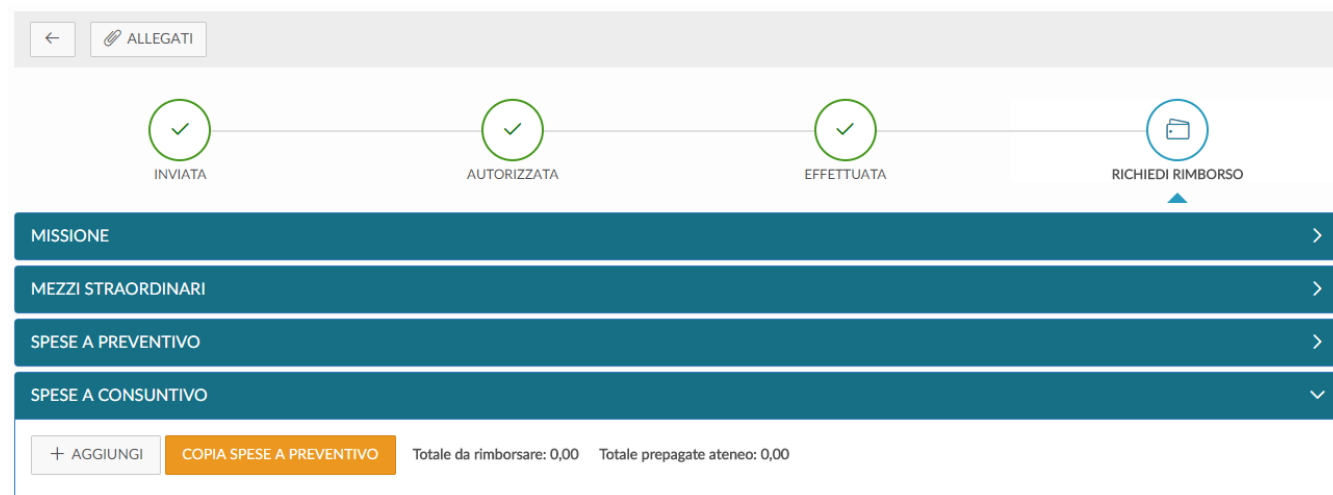 ALLEGATI
INVIATA AUTORIZZATA EFFETTUATA RICHIEDI RIMBORSO
MISSIONE
MEZZI STRAORDINARI
SPESE A PREVENTIVO
SPESE A CONSUNTIVO
+ AGGIUNGI COPIA SPESE A PREVENTIVO Totale da rimborsare: 0,00 Totale prepagate ateneo: 0,00